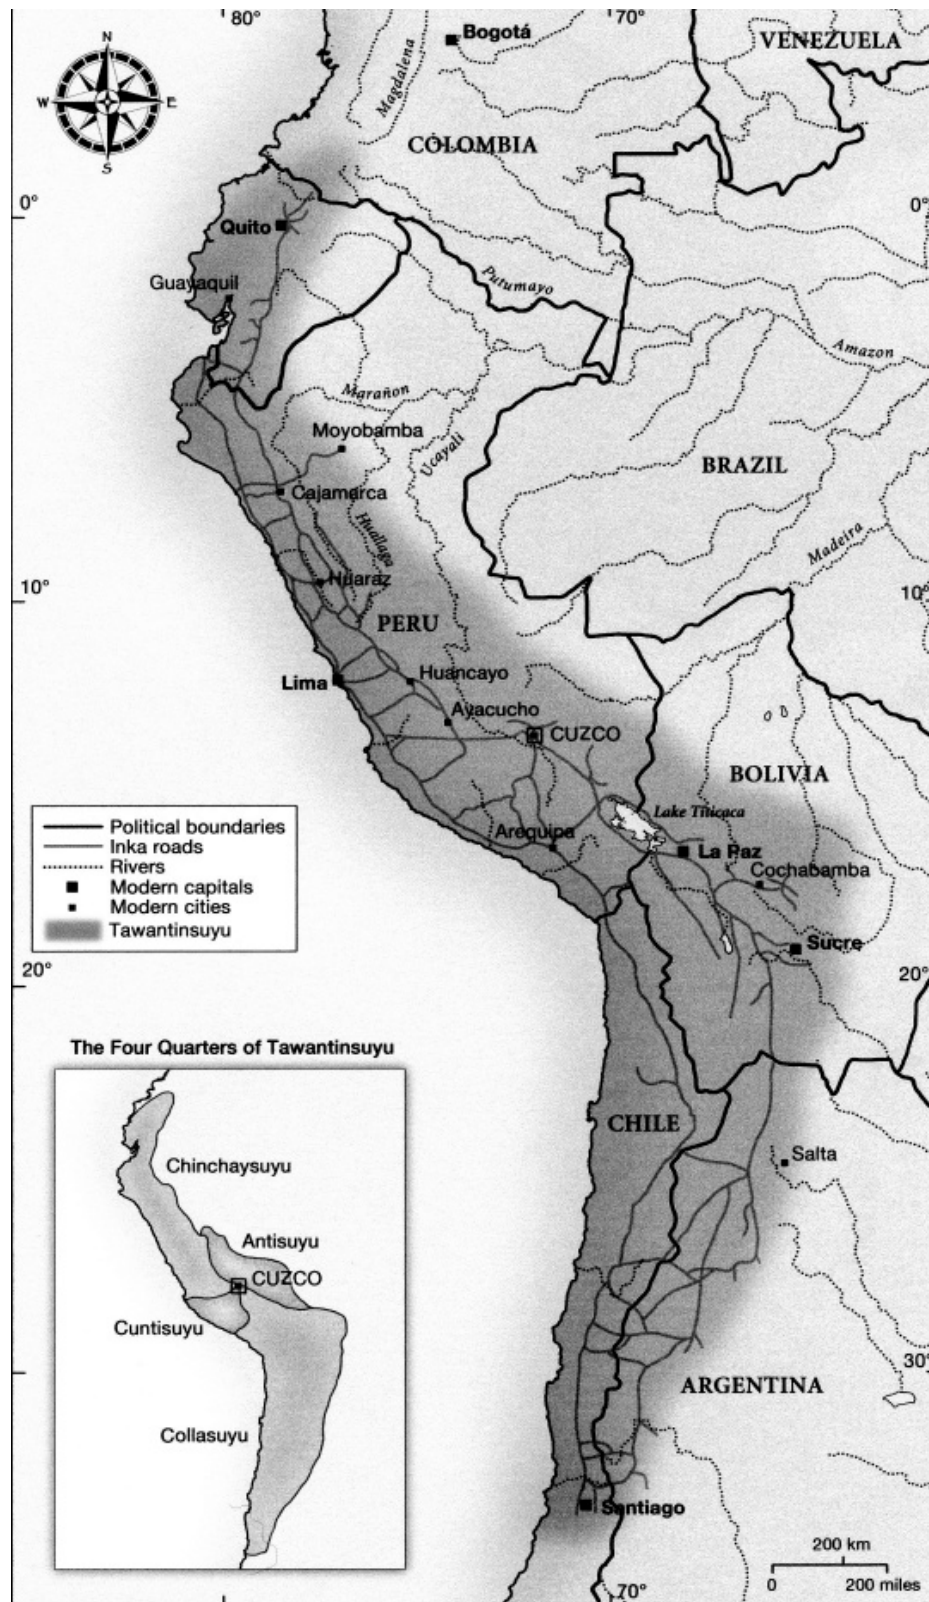 80°
70°
Bogotá
VENEZUELA
N
W
E
S
Magdalena
COLOMBIA
0°
0°
Quito
Guayaquil
Putumayo
Amazon
Marañon
Moyobamba
Ucayali
BRAZIL
Cajamarca
Huallaga
Madeira
Huaraz
10°
10°
PERU
Lima
Huancayo
Ayacucho
CUZCO
BOLIVIA
Lake Titicaca
Political boundaries
Inka roads
Rivers
Modern capitals
Modern cities
Tawantinsuyu
Arequipa
La Paz
Cochabamba
Sucre
20°
20°
The Four Quarters of Tawantinsuyu
Chinchaysuyu
Antisuyu
CUZCO
Cuntisuyu
Collasuyu
CHILE
Salta
30°
ARGENTINA
Santiago
200 km
0
200 miles
70°